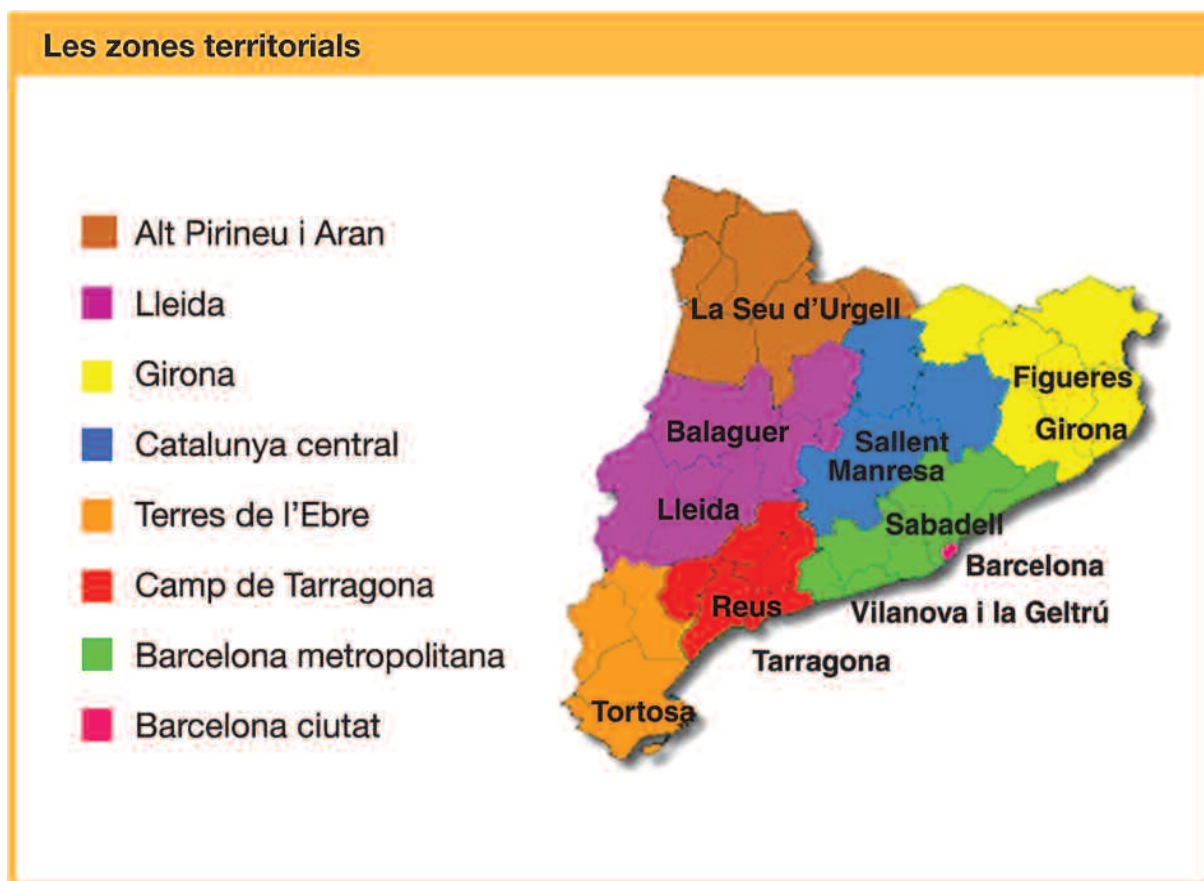 Les zones territorials
Alt Pirineu i Aran
Lleida
Girona
Catalunya central
Terres de l'Ebre
Camp de Tarragona
Barcelona metropolitana
Barcelona ciutat
La Seu d'Urgell
Figueres
Girona
Balaguer
Sallent
Manresa
Lleida
Sabadell
Barcelona
Reus
Vilanova i la Geltrú
Tarragona
Tortosa